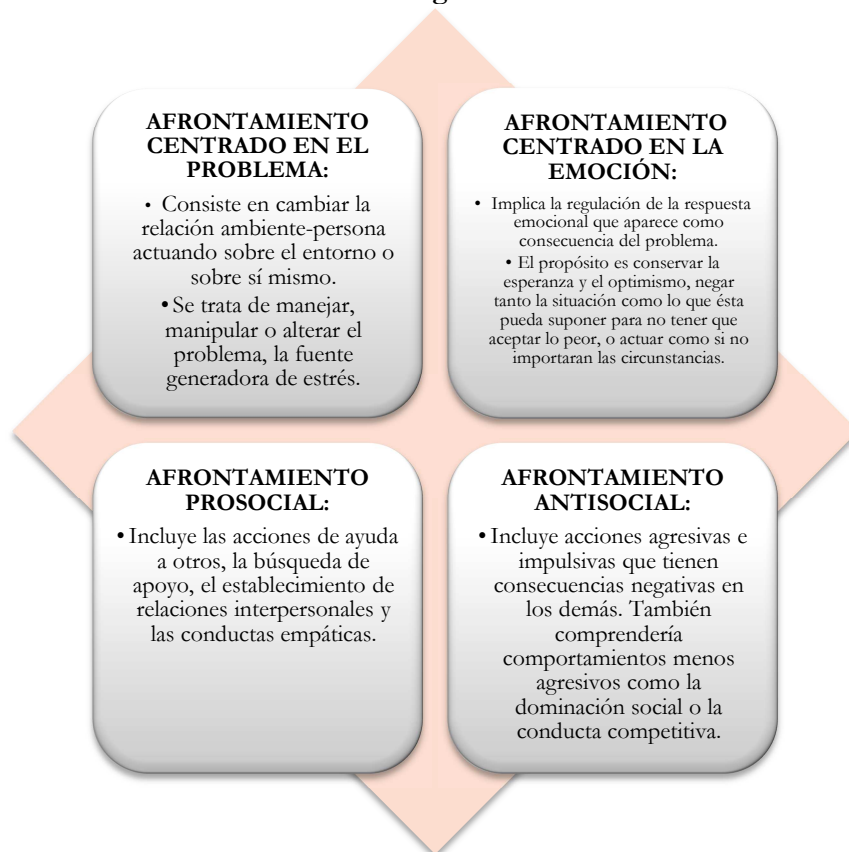 AFRONTAMIENTO
CENTRADO EN EL
PROBLEMA:
• Consiste en cambiar la
relación ambiente-persona
actuando sobre el entorno o
sobre sí mismo.
• Se trata de manejar,
manipular o alterar el
problema, la fuente
generadora de estrés.
AFRONTAMIENTO
CENTRADO EN LA
EMOCIÓN:
• Implica la regulación de la respuesta
emocional que aparece como
consecuencia del problema.
• El propósito es conservar la
esperanza y el optimismo, negar
tanto la situación como lo que ésta
pueda suponer para no tener que
aceptar lo peor, o actuar como si no
importaran las circunstancias.
AFRONTAMIENTO
PROSOCIAL:
• Incluye las acciones de ayuda
a otros, la búsqueda de
apoyo, el establecimiento de
relaciones interpersonales y
las conductas empáticas.
AFRONTAMIENTO
ANTISOCIAL:
• Incluye acciones agresivas e
impulsivas que tienen
consecuencias negativas en
los demás. También
comprendería
comportamientos menos
agresivos como la
dominación social o la
conducta competitiva.